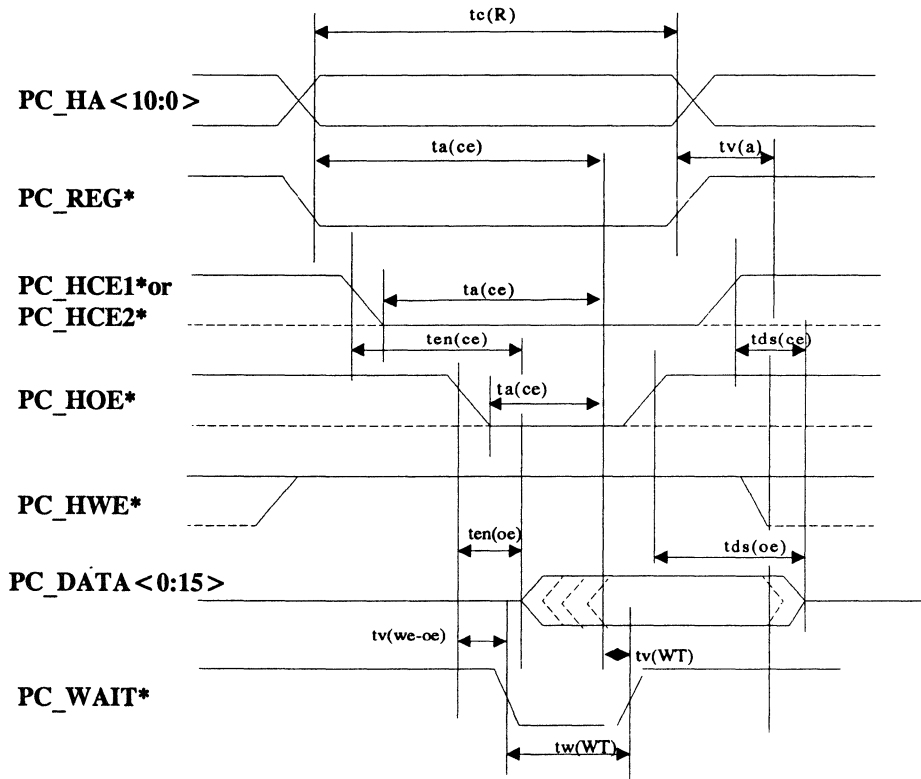 tc(R)
PC_HA<10:0>
ta(ce)
tv(a)
PC_REG*
PC_HCE1*or
PC_HCE2*
ta(ce)
ten(ce)
tds(ce)
PC_HOE*
ta(ce)
PC_HWE*
ten(oe)
tds(oe)
PC_DATA<0:15>
tv(we-oe)
tv(WT)
PC_WAIT*
tw(WT)